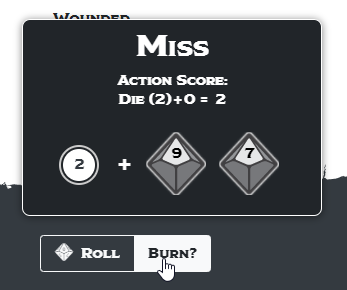 Wounded
Miss
Action Score:
Die (2)+0 = 2
2 + 9 7
Roll Burn?